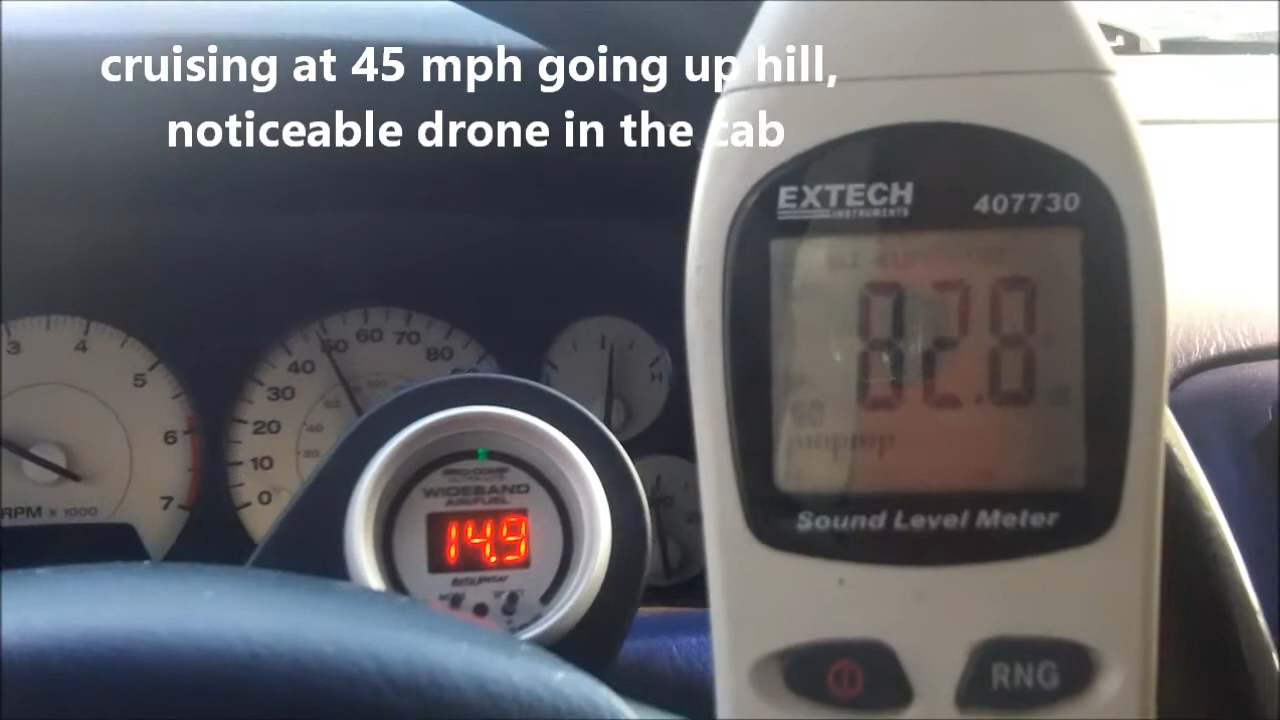 cruising at 45 mph going up hill,
noticeable drone in the cab
EXTECH
INSTRUMENTS
407730
82.8
Sound Level Meter
RNG
3
4
5
6
7
RPM x 1000
0
10
20
30
40
50
60
70
80
H
WIDEBAND
AIR/FUEL
14.9